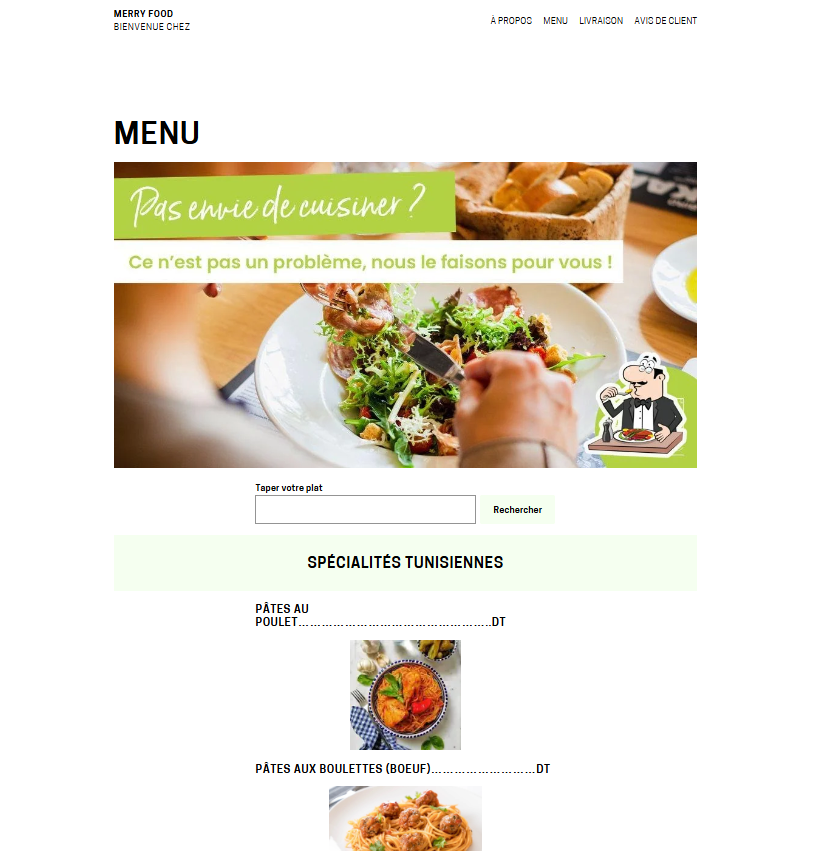 MERRY FOOD
BIENVENUE CHEZ
À PROPOS MENU LIVRAISON AVIS DE CLIENT
MENU
Pas envie de cuisiner ?
Ce n'est pas un problème, nous le faisons pour vous !
Taper votre plat
Rechercher
SPÉCIALITÉS TUNISIENNES
PÂTES AU
POULET…………………………………………..DT
PÂTES AUX BOULETTES (BOEUF)………………………DT